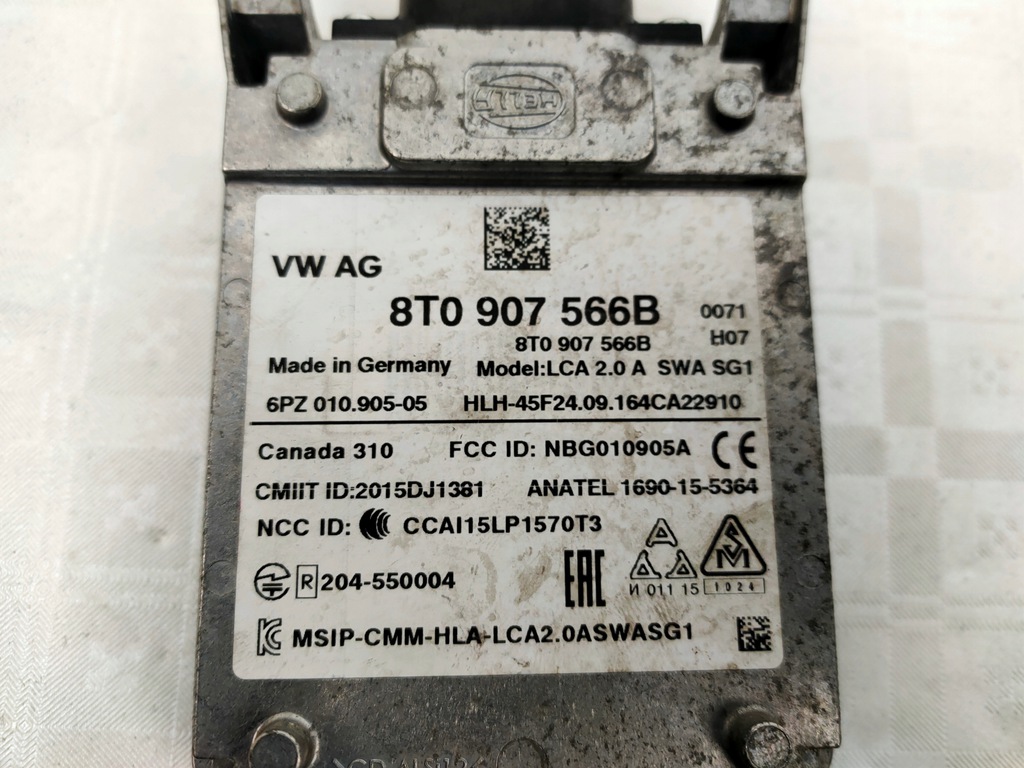 HELLA
VW AG
8T0 907 566B 0071
8T0 907 566B H07
Made in Germany Model:LCA 2.0 A SWA SG1
6PZ 010.905-05 HLH-45F24.09.164CA22910
Canada 310 FCC ID: NBG010905A CE
CMIIT ID:2015DJ1381 ANATEL 1690-15-5364
NCC ID: CCAI15LP1570T3
R 204-550004 EAC И 011 15 1024
KC MSIP-CMM-HLA-LCA2.0ASWASG1